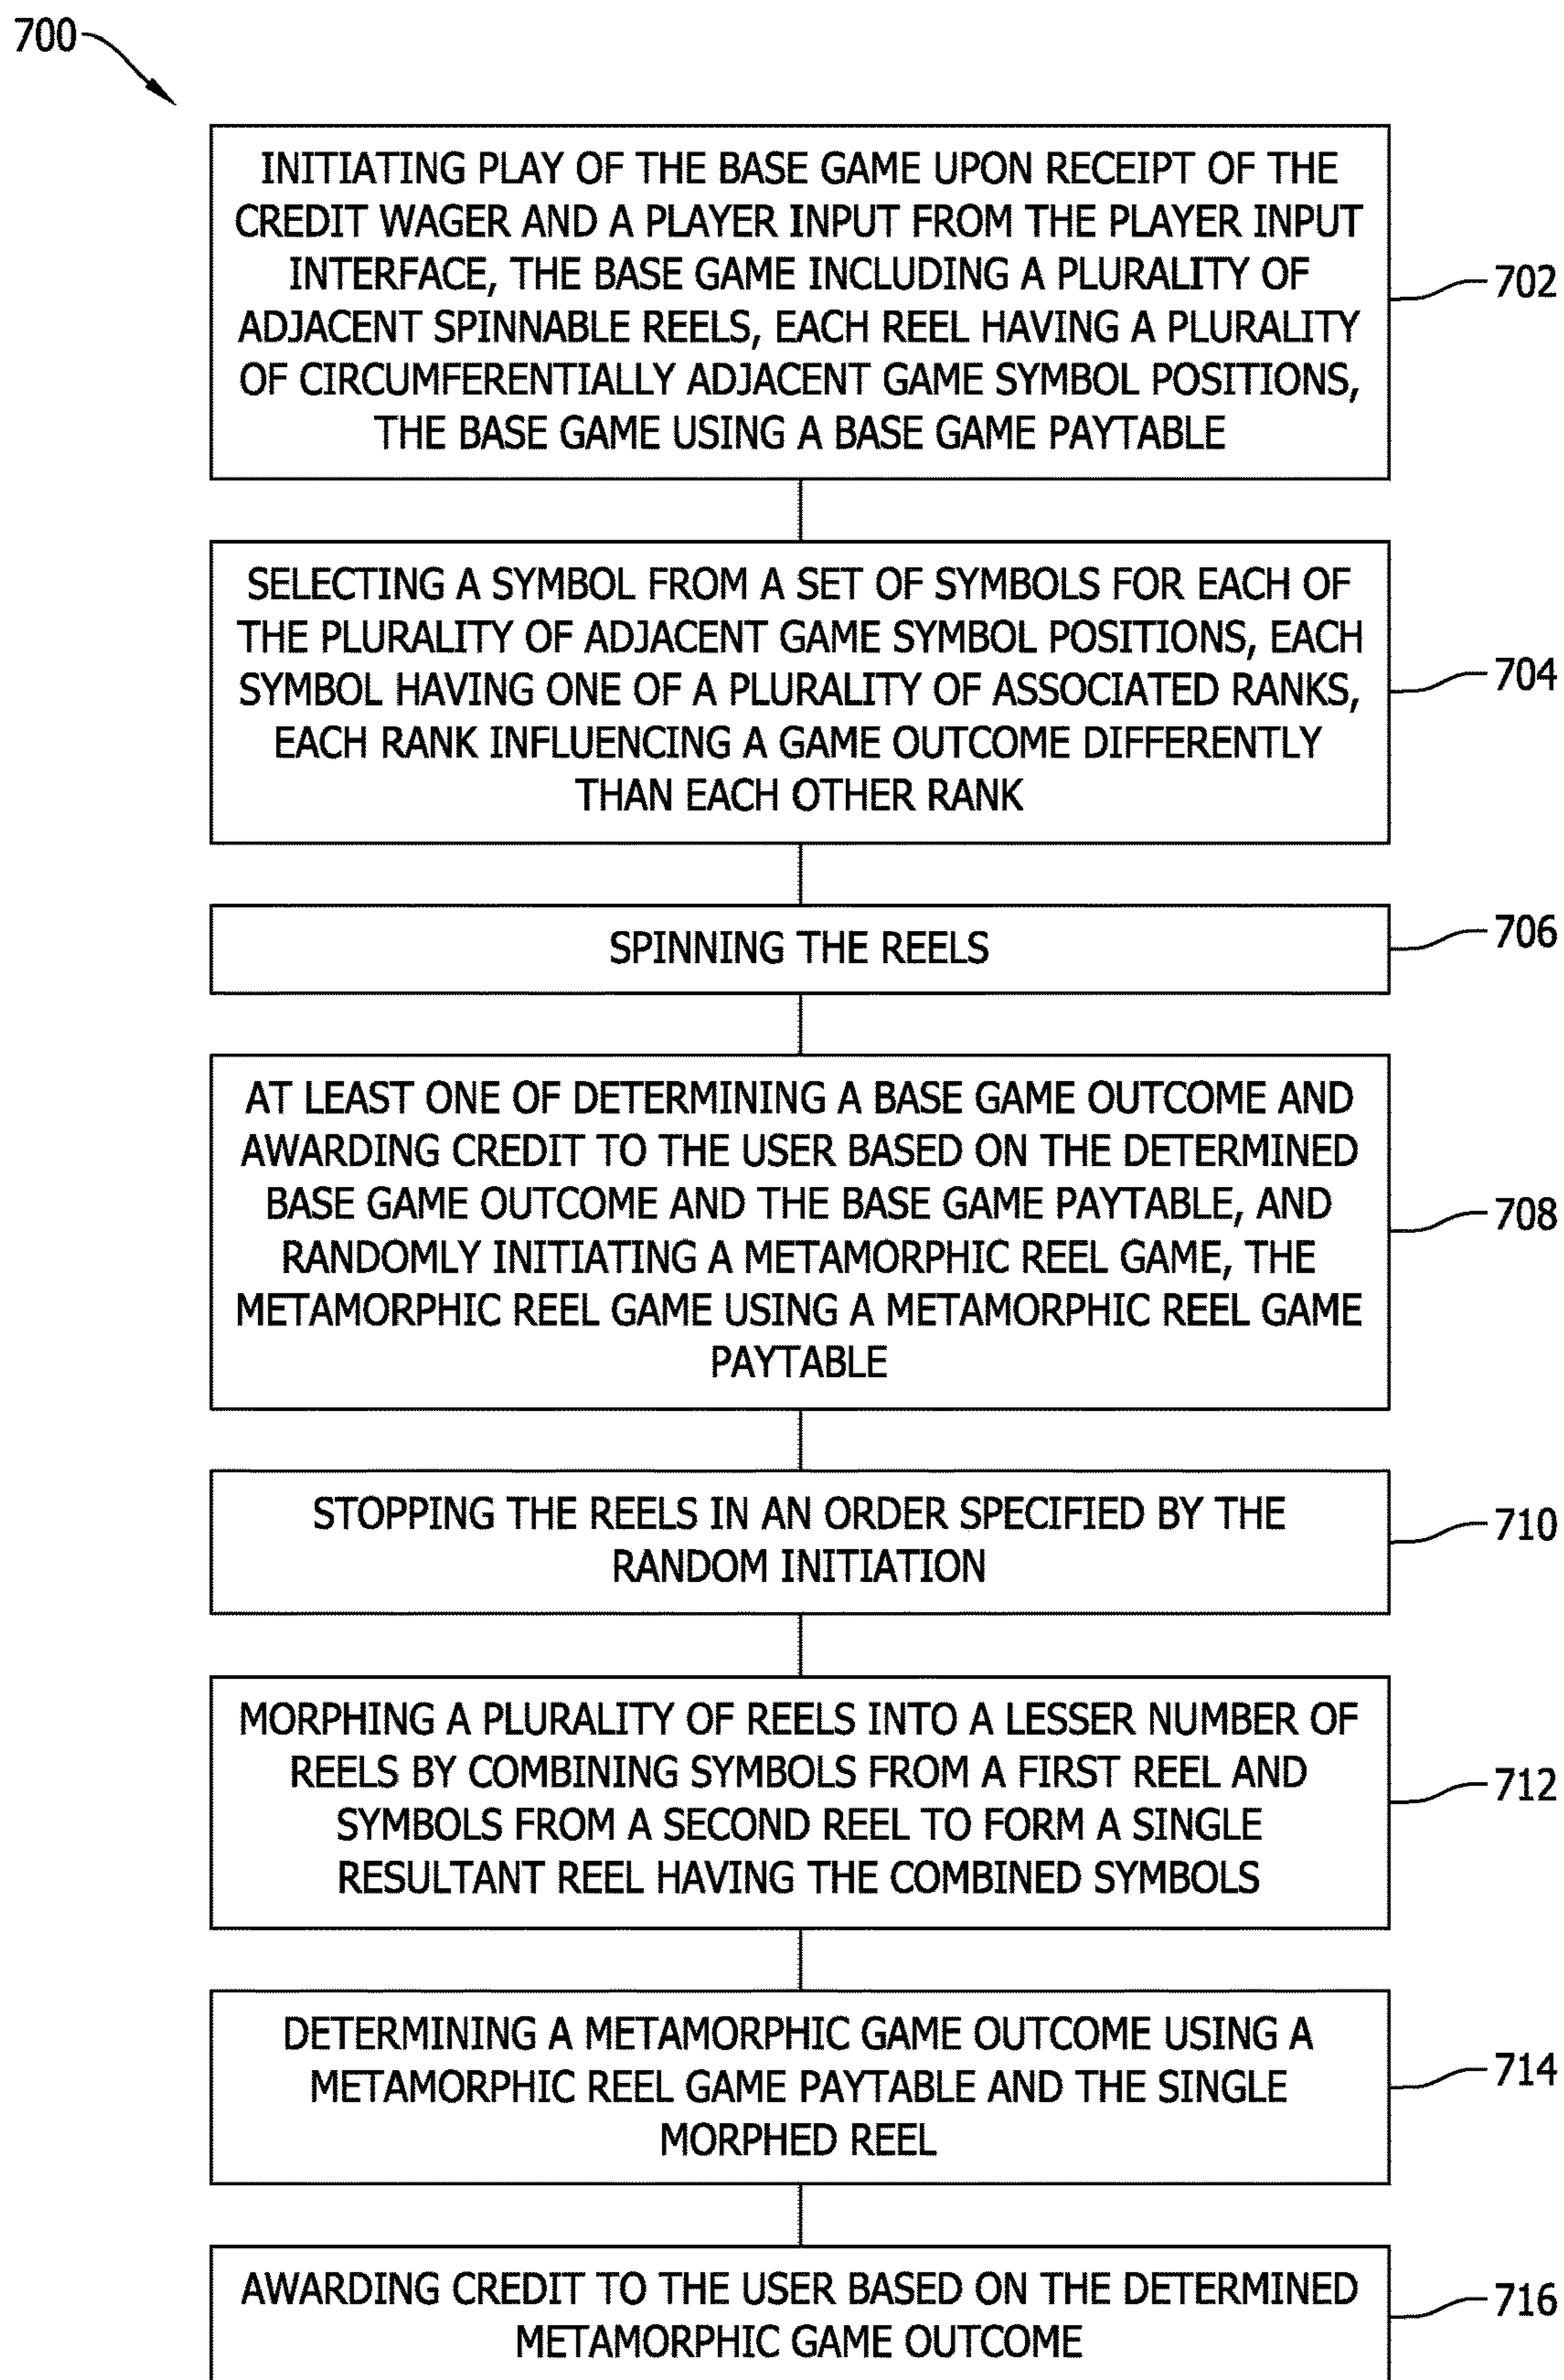 700
INITIATING PLAY OF THE BASE GAME UPON RECEIPT OF THE
CREDIT WAGER AND A PLAYER INPUT FROM THE PLAYER INPUT
INTERFACE, THE BASE GAME INCLUDING A PLURALITY OF
ADJACENT SPINNABLE REELS, EACH REEL HAVING A PLURALITY
OF CIRCUMFERENTIALLY ADJACENT GAME SYMBOL POSITIONS,
THE BASE GAME USING A BASE GAME PAYTABLE
702
SELECTING A SYMBOL FROM A SET OF SYMBOLS FOR EACH OF
THE PLURALITY OF ADJACENT GAME SYMBOL POSITIONS, EACH
SYMBOL HAVING ONE OF A PLURALITY OF ASSOCIATED RANKS,
EACH RANK INFLUENCING A GAME OUTCOME DIFFERENTLY
THAN EACH OTHER RANK
704
SPINNING THE REELS
706
AT LEAST ONE OF DETERMINING A BASE GAME OUTCOME AND
AWARDING CREDIT TO THE USER BASED ON THE DETERMINED
BASE GAME OUTCOME AND THE BASE GAME PAYTABLE, AND
RANDOMLY INITIATING A METAMORPHIC REEL GAME, THE
METAMORPHIC REEL GAME USING A METAMORPHIC REEL GAME
PAYTABLE
708
STOPPING THE REELS IN AN ORDER SPECIFIED BY THE
RANDOM INITIATION
710
MORPHING A PLURALITY OF REELS INTO A LESSER NUMBER OF
REELS BY COMBINING SYMBOLS FROM A FIRST REEL AND
SYMBOLS FROM A SECOND REEL TO FORM A SINGLE
RESULTANT REEL HAVING THE COMBINED SYMBOLS
712
DETERMINING A METAMORPHIC GAME OUTCOME USING A
METAMORPHIC REEL GAME PAYTABLE AND THE SINGLE
MORPHED REEL
714
AWARDING CREDIT TO THE USER BASED ON THE DETERMINED
METAMORPHIC GAME OUTCOME
716